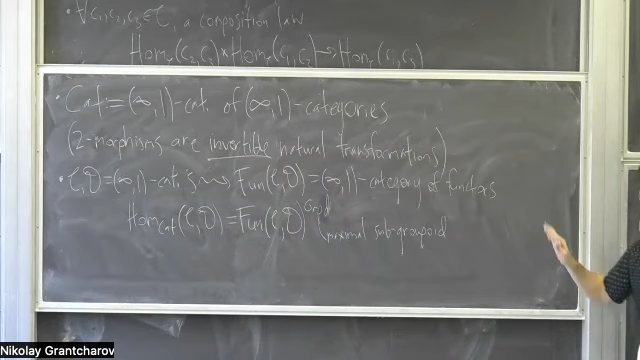 • ∀ c₁, c₂, c₃ ∈ C, a composition law
Hom_C(c₂, c₃) × Hom_C(c₁, c₂) → Hom_C(c₁, c₃)
• Cat := (∞,1)-cat. of (∞,1)-categories
(2-morphisms are invertible natural transformations)
• C, D = (∞,1)-cat.'s ⇝ Fun(C, D) = (∞,1)-category of functors
Hom_Cat(C, D) = Fun(C, D)^Grpd (maximal sub-groupoid
Nikolay Grantcharov